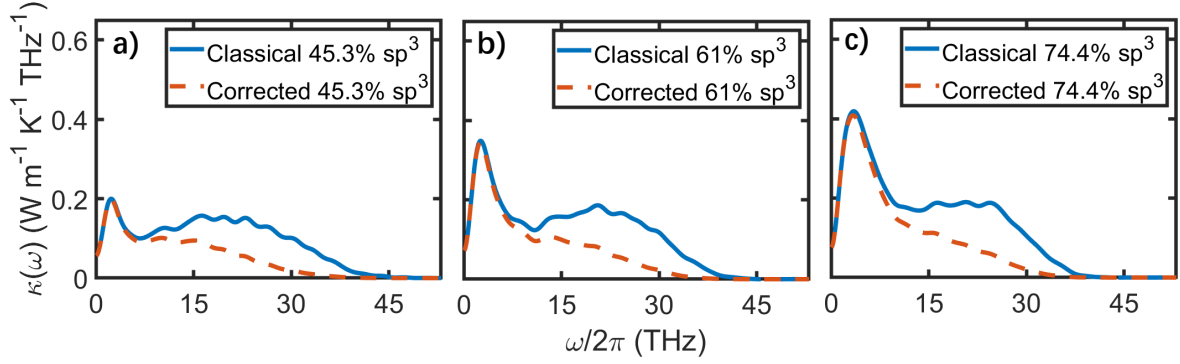 κ(ω) (W m⁻¹ K⁻¹ THz⁻¹)
0.6
0.4
0.2
0
a)
Classical 45.3% sp³
Corrected 45.3% sp³
0 15 30 45
b)
Classical 61% sp³
Corrected 61% sp³
0 15 30 45
c)
Classical 74.4% sp³
Corrected 74.4% sp³
0 15 30 45
ω/2π (THz)